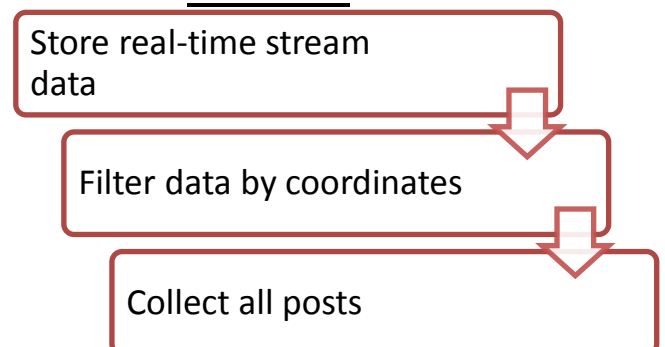 Store real-time stream
data
Filter data by coordinates
Collect all posts